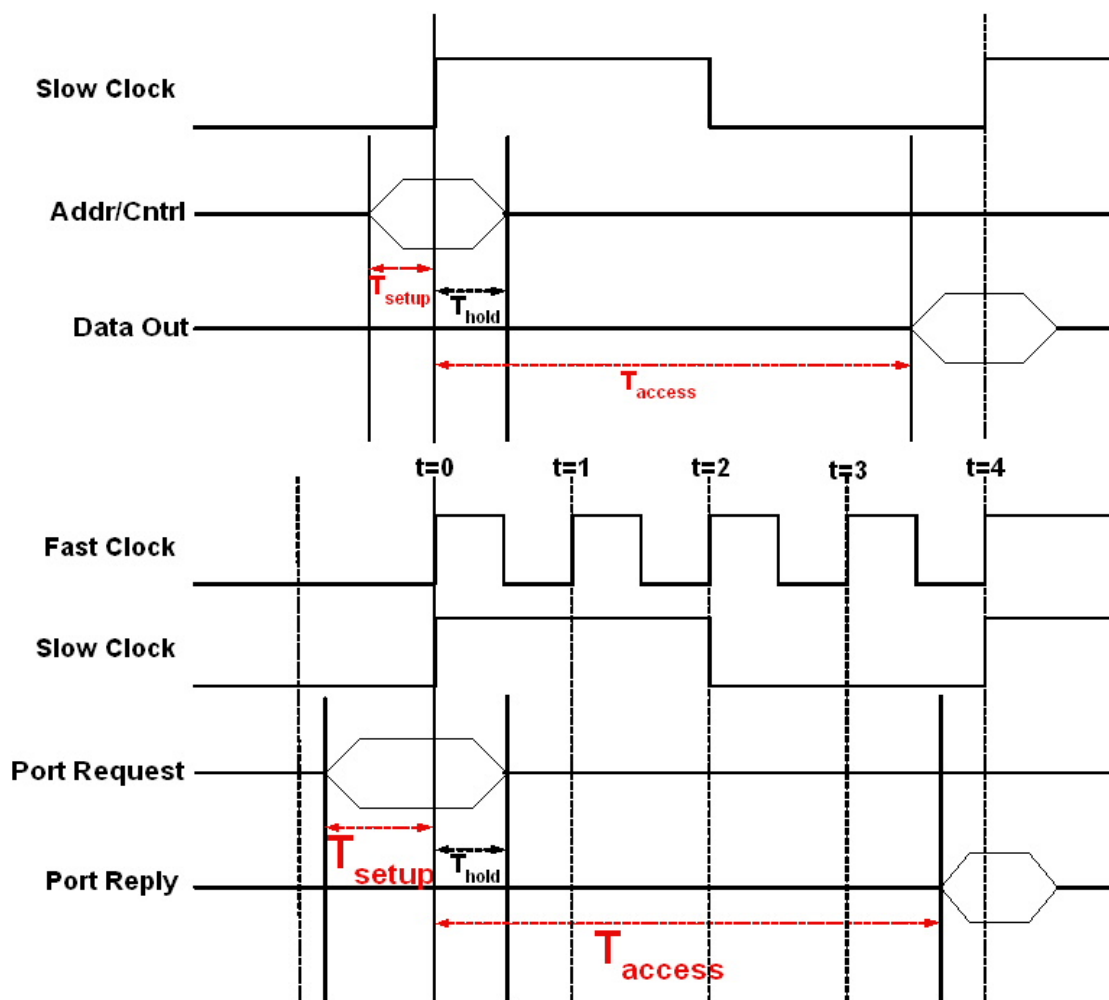 Slow Clock
Addr/Cntrl
Tsetup
Thold
Data Out
Taccess
t=0 t=1 t=2 t=3 t=4
Fast Clock
Slow Clock
Port Request
Tsetup
Thold
Port Reply
Taccess